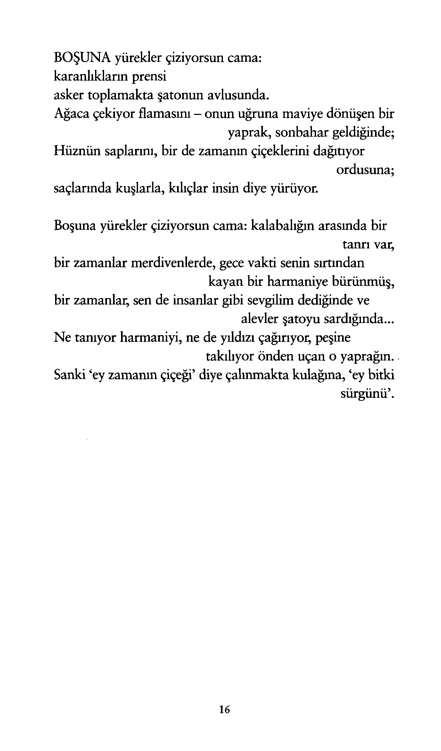 BOŞUNA yürekler çiziyorsun cama:
karanlıkların prensi
asker toplamakta şatonun avlusunda.
Ağaca çekiyor flamasını – onun uğruna maviye dönüşen bir
yaprak, sonbahar geldiğinde;
Hüznün saplarını, bir de zamanın çiçeklerini dağıtıyor
ordusuna;
saçlarında kuşlarla, kılıçlar insin diye yürüyor.
Boşuna yürekler çiziyorsun cama: kalabalığın arasında bir
tanrı var,
bir zamanlar merdivenlerde, gece vakti senin sırtından
kayan bir harmaniye bürünmüş,
bir zamanlar, sen de insanlar gibi sevgilim dediğinde ve
alevler şatoyu sardığında...
Ne tanıyor harmaniyi, ne de yıldızı çağırıyor, peşine
takılıyor önden uçan o yaprağın.
Sanki ‘ey zamanın çiçeği’ diye çalınmakta kulağına, ‘ey bitki
sürgünü’.
16